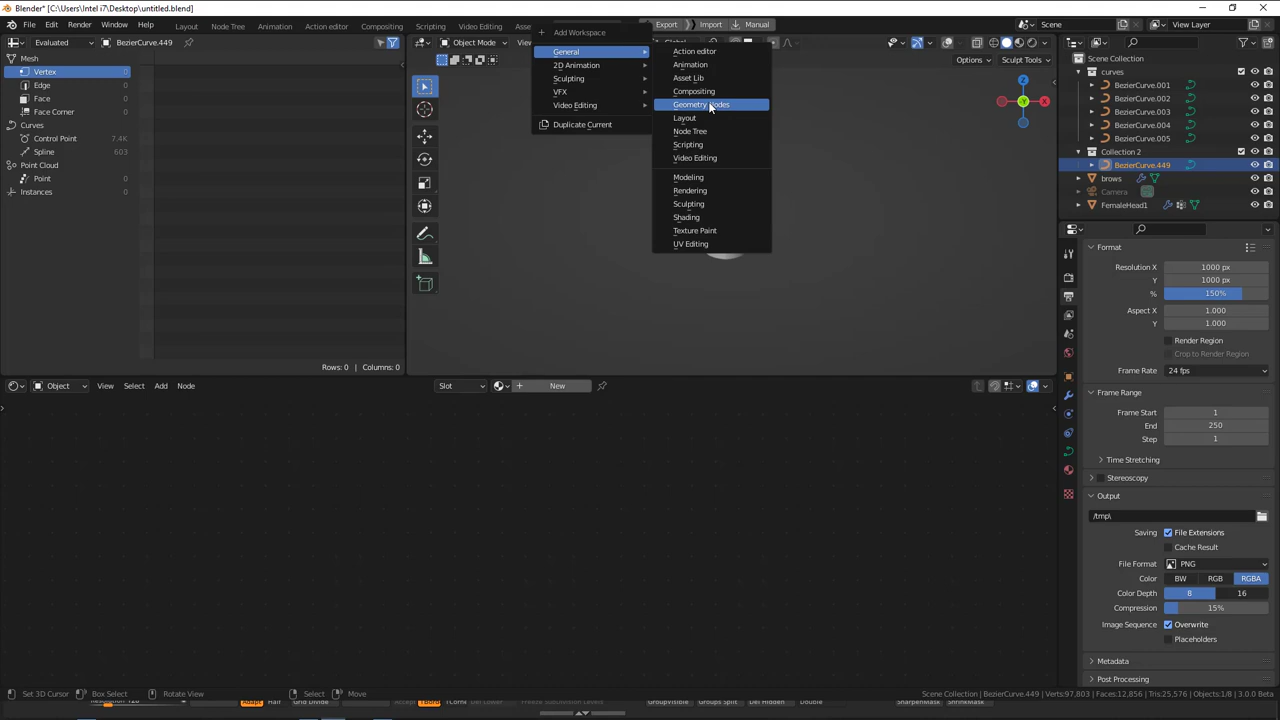 Blender* [C:\Users\Intel i7\Desktop\untitled.blend]
File Edit Render Window Help Layout Node Tree Animation Action editor Compositing Scripting Video Editing Export Import Manual Scene View Layer
Evaluated BezierCurve.449 Object Mode
Mesh
Vertex 0
Edge 0
Face 0
Face Corner 0
Curves
Control Point 7.4K
Spline 603
Point Cloud
Point 0
Instances 0
Rows: 0 | Columns: 0
Add Workspace
General
2D Animation
Sculpting
VFX
Video Editing
Duplicate Current
Action editor
Animation
Asset Lib
Compositing
Geometry Nodes
Layout
Node Tree
Scripting
Video Editing
Modeling
Rendering
Sculpting
Shading
Texture Paint
UV Editing
Options Sculpt Tools
Z
Y
X
Scene Collection
curves
BezierCurve.001
BezierCurve.002
BezierCurve.003
BezierCurve.004
BezierCurve.005
Collection 2
BezierCurve.449
brows
Camera
FemaleHead1
Format
Resolution X 1000 px
Y 1000 px
% 150%
Aspect X 1.000
Y 1.000
Render Region
Crop to Render Region
Frame Rate 24 fps
Frame Range
Frame Start 1
End 250
Step 1
Time Stretching
Stereoscopy
Output
/tmp\
Saving File Extensions
Cache Result
File Format PNG
Color BW RGB RGBA
Color Depth 8 16
Compression 15%
Image Sequence Overwrite
Placeholders
Metadata
Post Processing
Object View Select Add Node Slot New
Set 3D Cursor Box Select Rotate View Select Move Scene Collection | BezierCurve.449 | Verts:97,803 | Faces:12,856 | Tris:25,576 | Objects:1/8 | 3.0.0 Beta